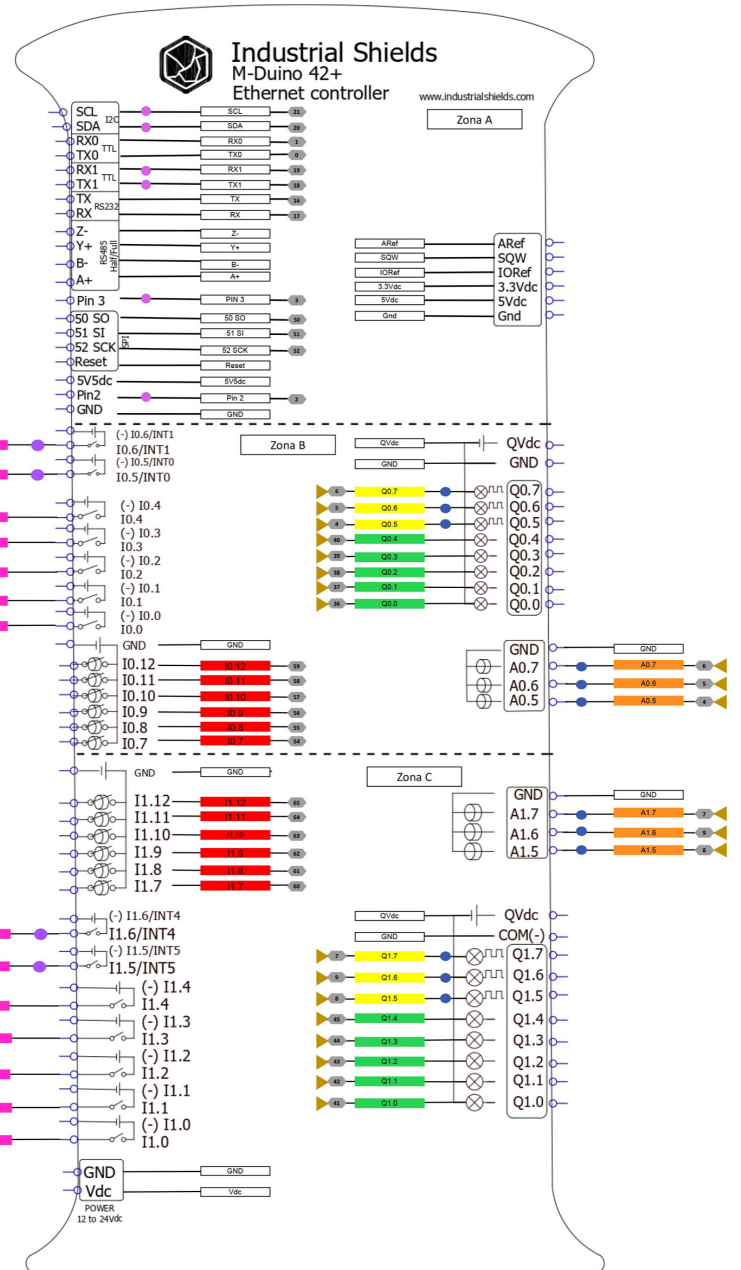 Industrial Shields
M-Duino 42+
Ethernet controller
www.industrialshields.com
Zona A
SCL SCL 21
SDA I2C SDA 20
RX0 RX0 1
TX0 TTL TX0 0
RX1 RX1 19
TX1 TTL TX1 18
TX TX 16
RX RS232 RX 17
Z- Z-
Y+ RS485 Half/Full Y+
B- B-
A+ A+
ARef ARef
SQW SQW
IORef IORef
3.3Vdc 3.3Vdc
5Vdc 5Vdc
Gnd Gnd
Pin 3 PIN 3 3
50 SO 50 SO 50
51 SI SPI 51 SI 51
52 SCK 52 SCK 52
Reset Reset
5V5dc 5V5dc
Pin2 Pin 2 2
GND GND
Zona B
(-) I0.6/INT1
I0.6/INT1
(-) I0.5/INT0
I0.5/INT0
(-) I0.4
I0.4
(-) I0.3
I0.3
(-) I0.2
I0.2
(-) I0.1
I0.1
(-) I0.0
I0.0
QVdc QVdc
GND GND
6 Q0.7 Q0.7
5 Q0.6 Q0.6
4 Q0.5 Q0.5
40 Q0.4 Q0.4
39 Q0.3 Q0.3
38 Q0.2 Q0.2
37 Q0.1 Q0.1
36 Q0.0 Q0.0
GND GND
I0.12 I0.12 59
I0.11 I0.11 58
I0.10 I0.10 57
I0.9 I0.9 56
I0.8 I0.8 55
I0.7 I0.7 54
GND GND
A0.7 A0.7 6
A0.6 A0.6 5
A0.5 A0.5 4
Zona C
GND GND
I1.12 I1.12 65
I1.11 I1.11 64
I1.10 I1.10 63
I1.9 I1.9 62
I1.8 I1.8 61
I1.7 I1.7 60
GND GND
A1.7 A1.7 7
A1.6 A1.6 9
A1.5 A1.5 8
(-) I1.6/INT4
I1.6/INT4
(-) I1.5/INT5
I1.5/INT5
(-) I1.4
I1.4
(-) I1.3
I1.3
(-) I1.2
I1.2
(-) I1.1
I1.1
(-) I1.0
I1.0
QVdc QVdc
GND COM(-)
7 Q1.7 Q1.7
9 Q1.6 Q1.6
8 Q1.5 Q1.5
45 Q1.4 Q1.4
44 Q1.3 Q1.3
43 Q1.2 Q1.2
42 Q1.1 Q1.1
41 Q1.0 Q1.0
GND GND
Vdc Vdc
POWER
12 to 24Vdc